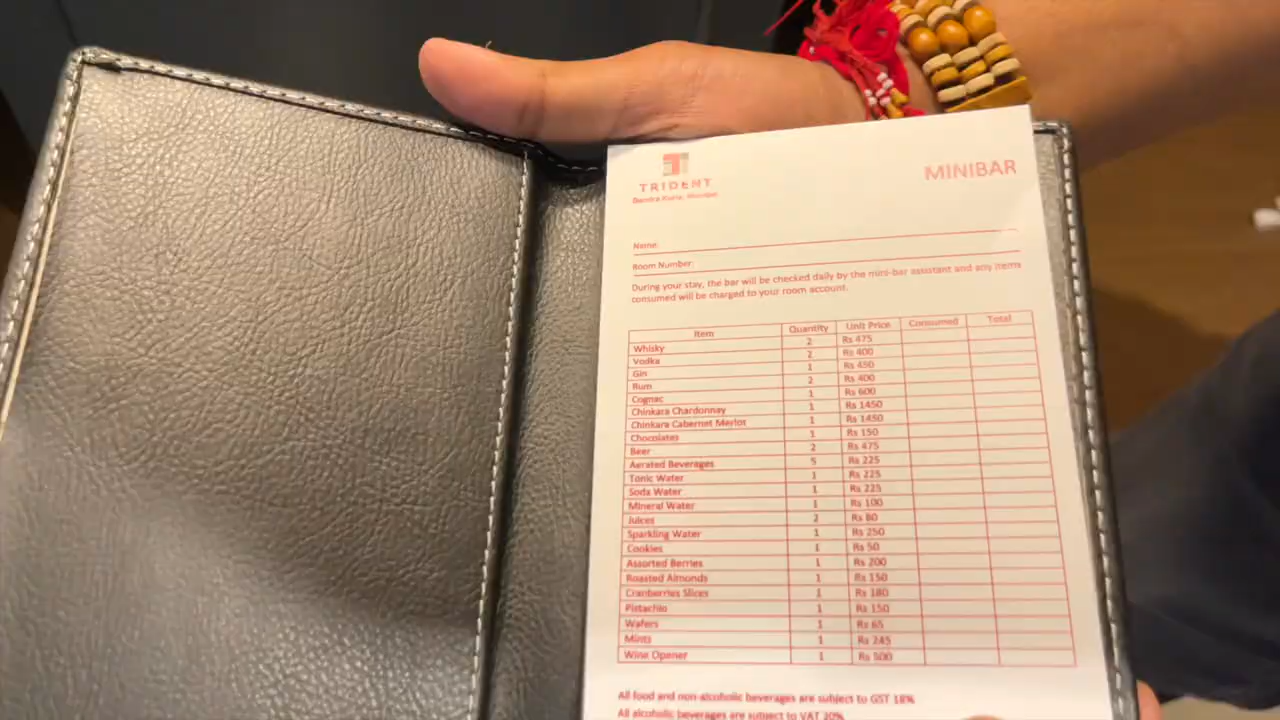 TRIDENT
Bandra Kurla, Mumbai
MINIBAR
Name:
Room Number:
During your stay, the bar will be checked daily by the mini-bar assistant and any items
consumed will be charged to your room account.
Item Quantity Unit Price Consumed Total
Whisky 2 Rs 475
Vodka 2 Rs 400
Gin 1 Rs 450
Rum 2 Rs 400
Cognac 1 Rs 600
Chinkara Chardonnay 1 Rs 1450
Chinkara Cabernet Merlot 1 Rs 1450
Chocolates 1 Rs 150
Beer 2 Rs 475
Aerated Beverages 5 Rs 225
Tonic Water 1 Rs 225
Soda Water 1 Rs 225
Mineral Water 1 Rs 100
Juices 2 Rs 80
Sparkling Water 1 Rs 250
Cookies 1 Rs 50
Assorted Berries 1 Rs 200
Roasted Almonds 1 Rs 150
Cranberries Slices 1 Rs 180
Pistachio 1 Rs 150
Wafers 1 Rs 65
Mints 1 Rs 245
Wine Opener 1 Rs 500
All food and non-alcoholic beverages are subject to GST 18%
All alcoholic beverages are subject to VAT 20%